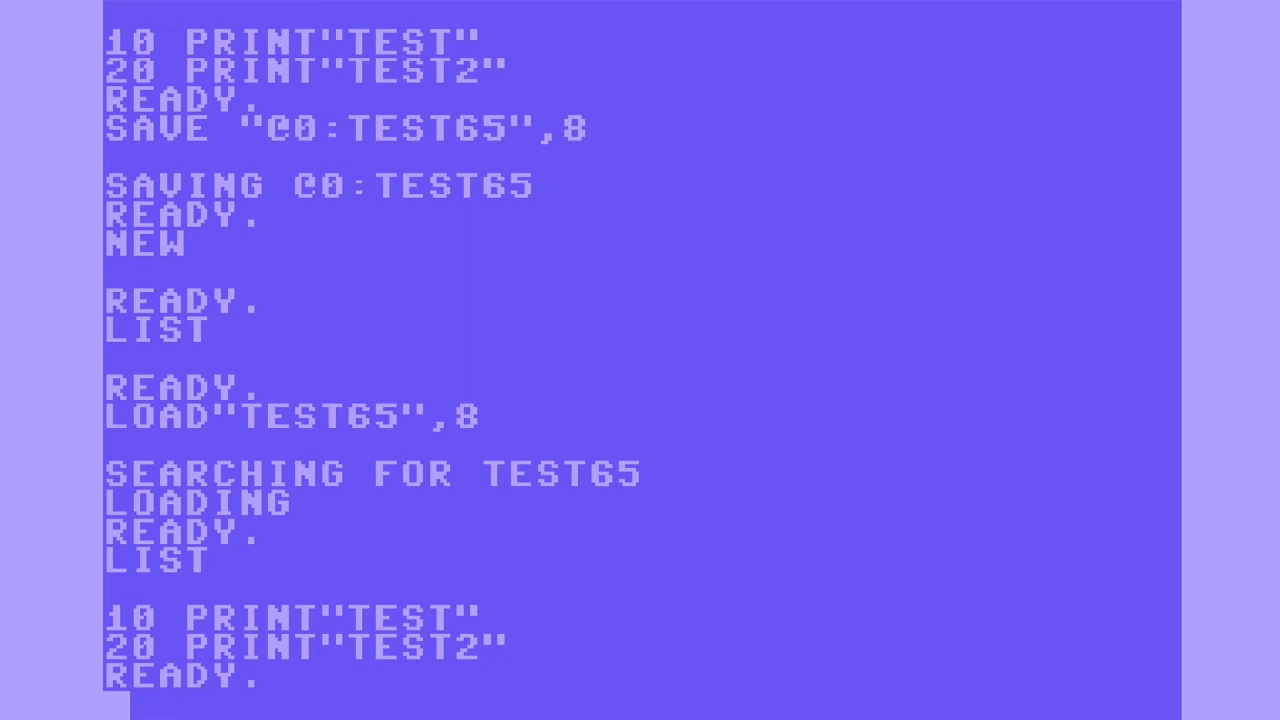 10 PRINT"TEST"
20 PRINT"TEST2"
READY.
SAVE "@0:TEST65",8
SAVING @0:TEST65
READY.
NEW
READY.
LIST
READY.
LOAD"TEST65",8
SEARCHING FOR TEST65
LOADING
READY.
LIST
10 PRINT"TEST"
20 PRINT"TEST2"
READY.